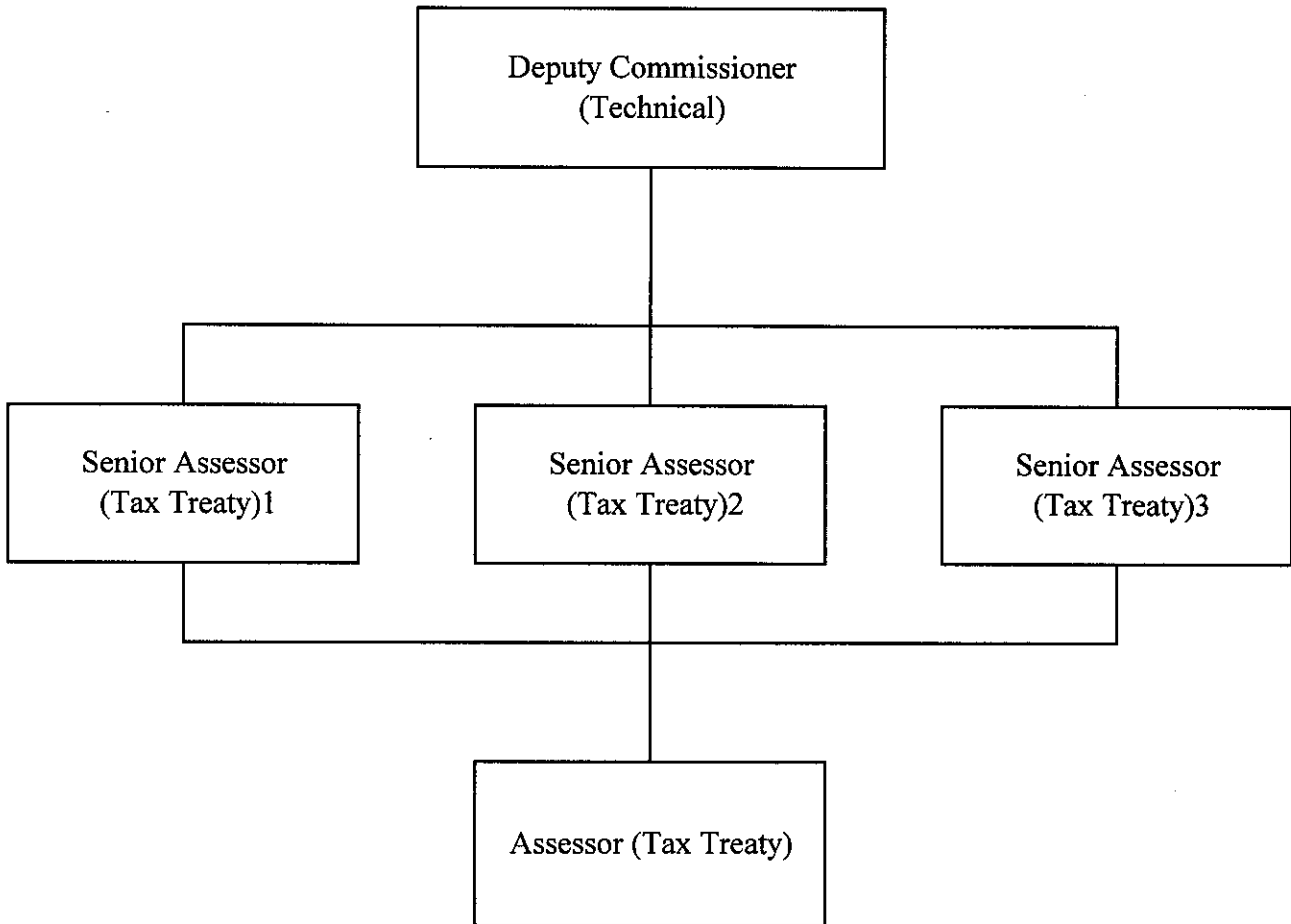 Deputy Commissioner
(Technical)
Senior Assessor
(Tax Treaty)1
Senior Assessor
(Tax Treaty)2
Senior Assessor
(Tax Treaty)3
Assessor (Tax Treaty)